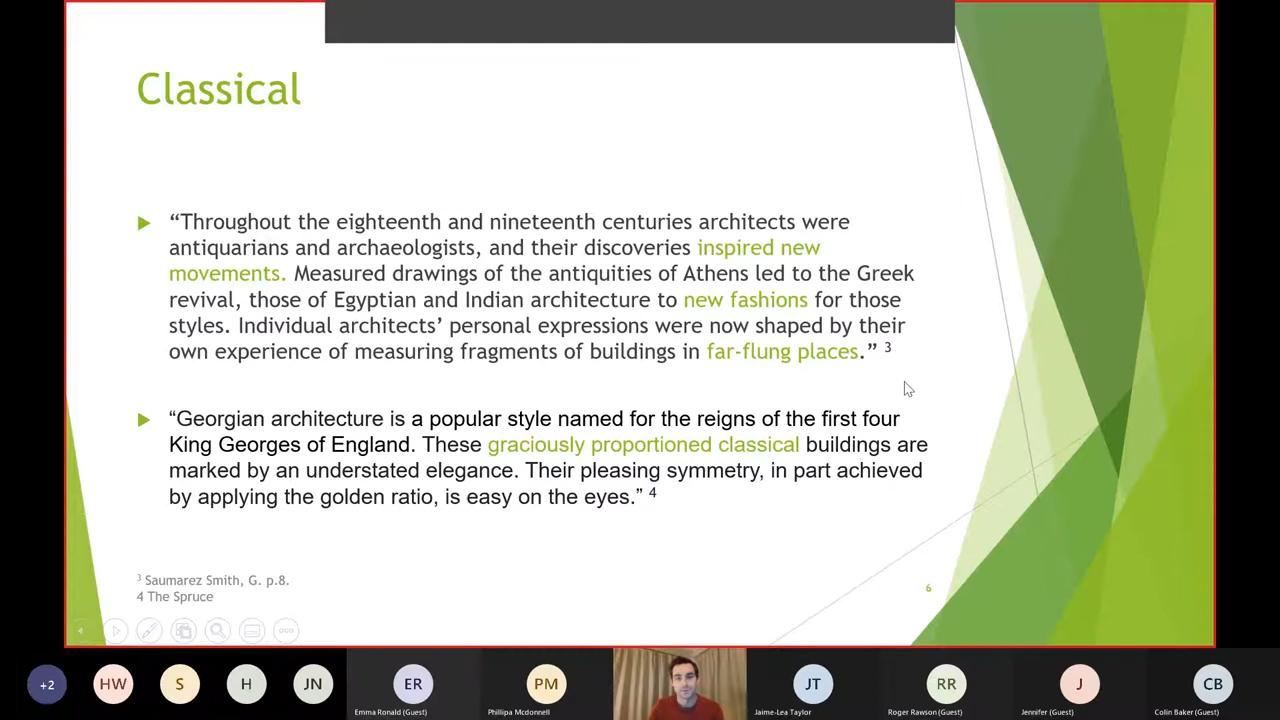 Classical
“Throughout the eighteenth and nineteenth centuries architects were
antiquarians and archaeologists, and their discoveries inspired new
movements. Measured drawings of the antiquities of Athens led to the Greek
revival, those of Egyptian and Indian architecture to new fashions for those
styles. Individual architects’ personal expressions were now shaped by their
own experience of measuring fragments of buildings in far-flung places.” 3
“Georgian architecture is a popular style named for the reigns of the first four
King Georges of England. These graciously proportioned classical buildings are
marked by an understated elegance. Their pleasing symmetry, in part achieved
by applying the golden ratio, is easy on the eyes.” 4
3 Saumarez Smith, G. p.8.
4 The Spruce
6
+2
HW
S
H
JN
ER
Emma Ronald (Guest)
PM
Phillipa Mcdonnell
JT
Jaime-Lea Taylor
RR
Roger Rawson (Guest)
J
Jennifer (Guest)
CB
Colin Baker (Guest)